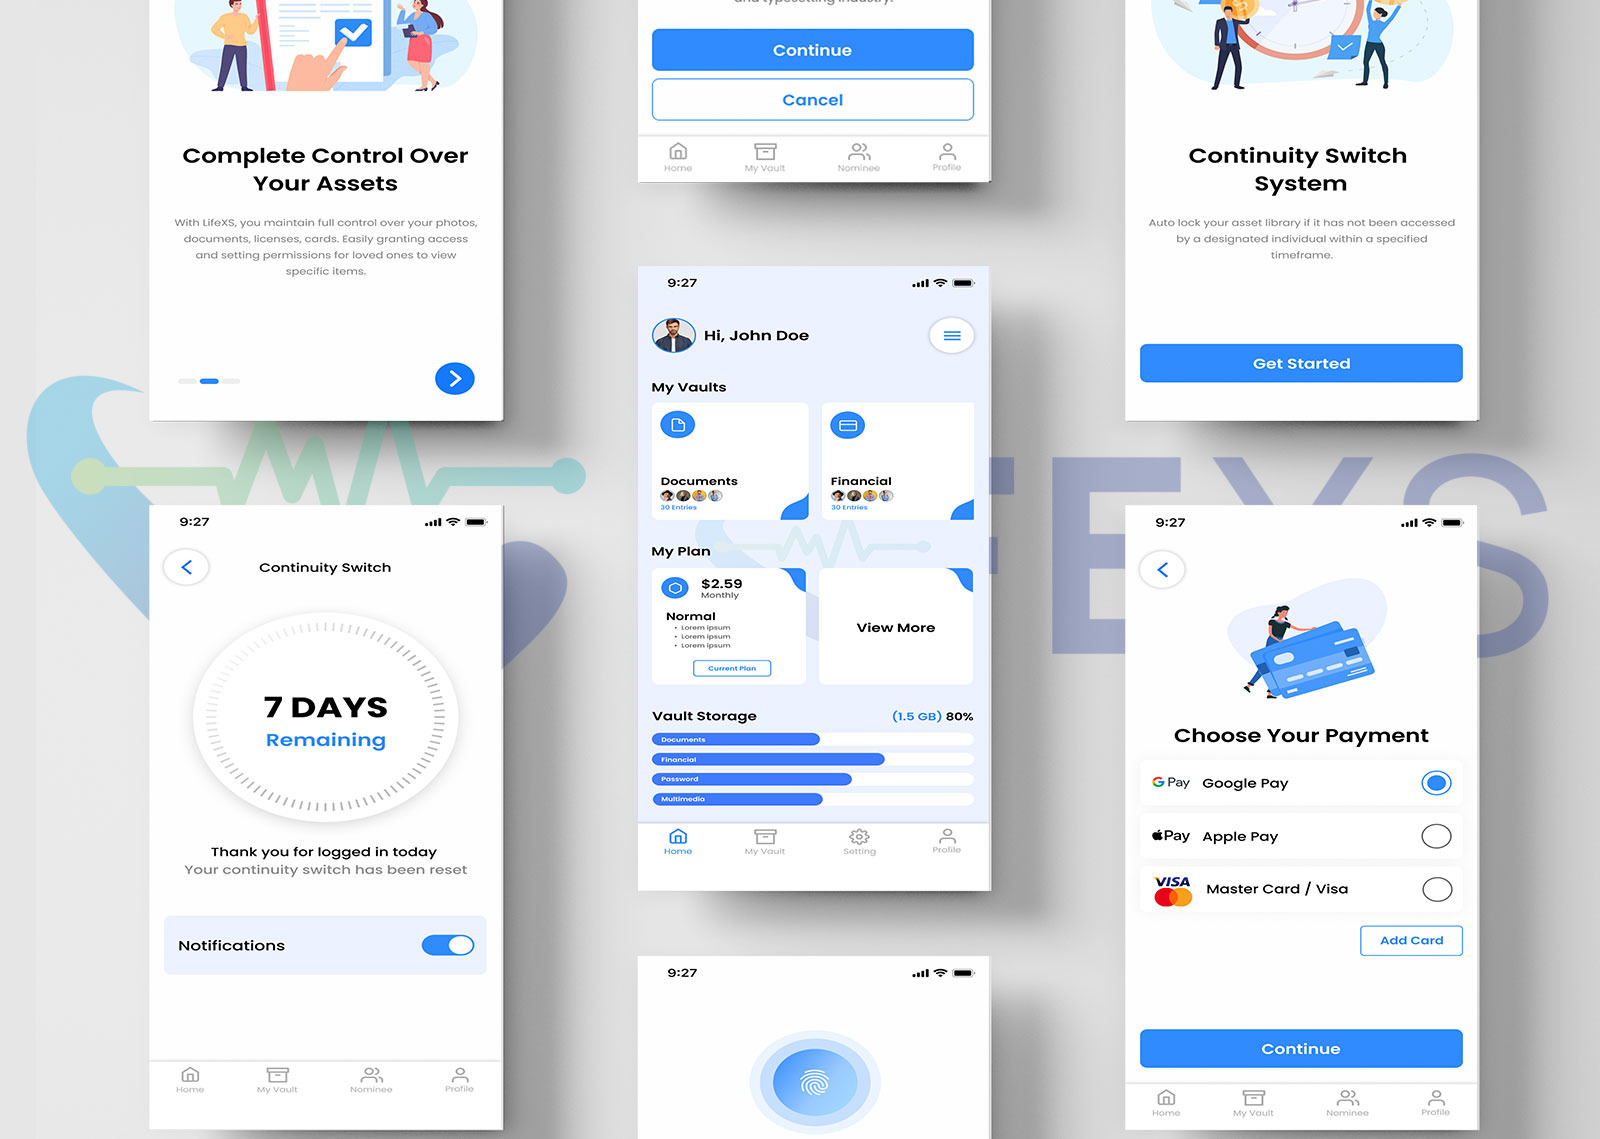 Complete Control Over
Your Assets
With LifeXS, you maintain full control over your photos,
documents, licenses, cards. Easily granting access
and setting permissions for loved ones to view
specific items.
9:27
Continuity Switch
7 DAYS
Remaining
Thank you for logged in today
Your continuity switch has been reset
Notifications
Home
My Vault
Nominee
Profile
and typesetting industry.
Continue
Cancel
Home
My Vault
Nominee
Profile
9:27
Hi, John Doe
My Vaults
Documents
30 Entries
Financial
30 Entries
My Plan
$2.59
Monthly
Normal
• Lorem ipsum
• Lorem ipsum
• Lorem ipsum
Current Plan
View More
Vault Storage
(1.5 GB) 80%
Documents
Financial
Password
Multimedia
Home
My Vault
Setting
Profile
9:27
Continuity Switch
System
Auto lock your asset library if it has not been accessed
by a designated individual within a specified
timeframe.
Get Started
FEXS
9:27
Choose Your Payment
G Pay Google Pay
Pay Apple Pay
VISA Master Card / Visa
Add Card
Continue
Home
My Vault
Nominee
Profile